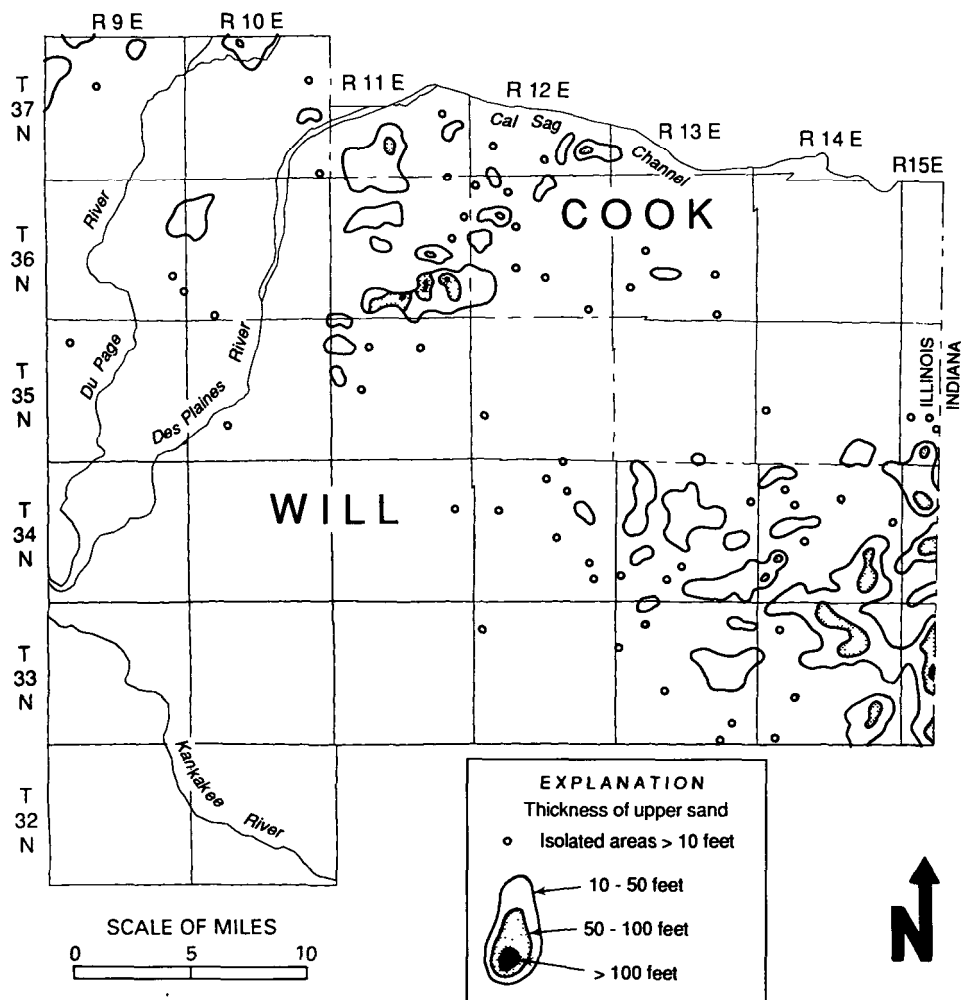 R 9 E
R 10 E
R 11 E
R 12 E
R 13 E
R 14 E
R15E
T
37
N
T
36
N
T
35
N
T
34
N
T
33
N
T
32
N
Cal Sag
Channel
COOK
River
Du Page
River
Des Plaines
ILLINOIS
INDIANA
WILL
Kankakee
River
EXPLANATION
Thickness of upper sand
Isolated areas > 10 feet
10 - 50 feet
50 - 100 feet
> 100 feet
SCALE OF MILES
0 5 10
N